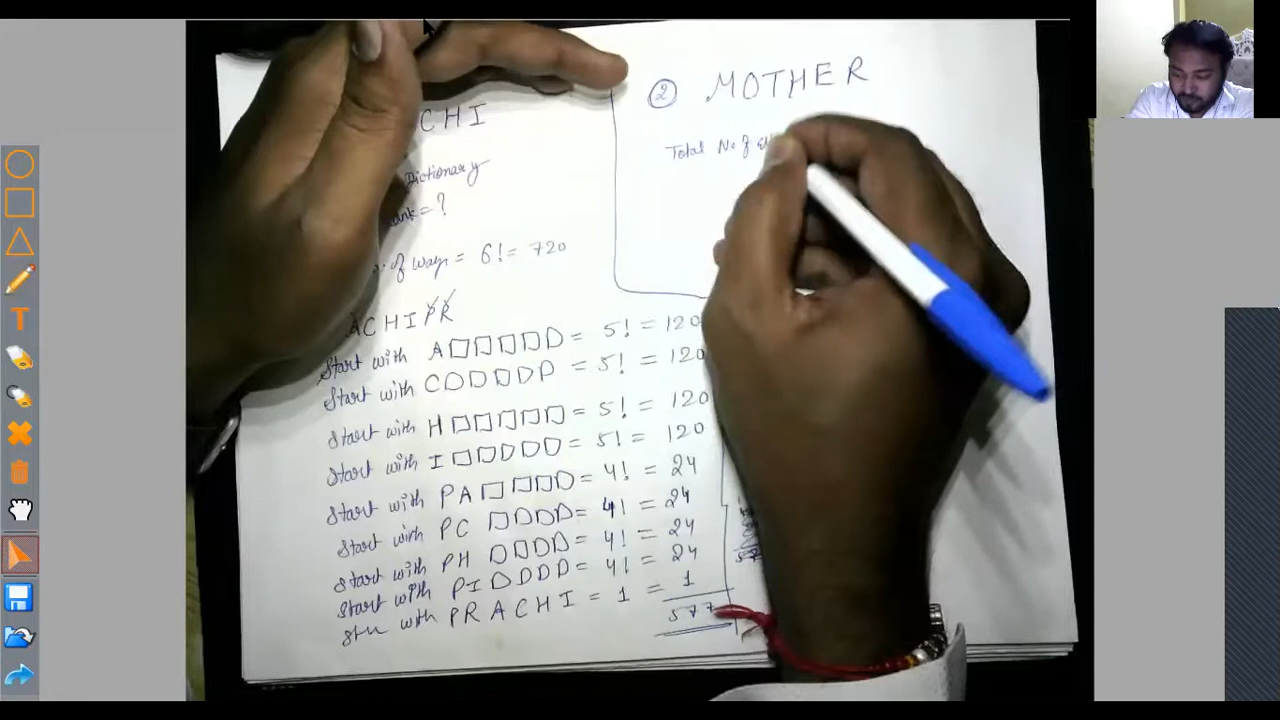 CHI
Dictionary
=?
of ways = 6! = 720
ACHIPR
Start with A□□□□□ = 5! = 120
Start with C□□□□□ = 5! = 120
Start with H□□□□□ = 5! = 120
Start with I□□□□□ = 5! = 120
Start with PA□□□□ = 4! = 24
Start with PC □□□□ = 4! = 24
Start with PH □□□□ = 4! = 24
Start with PI□□□□ = 4! = 24
with PRACHI = 1 = 1
577
② MOTHER
Total No of
T